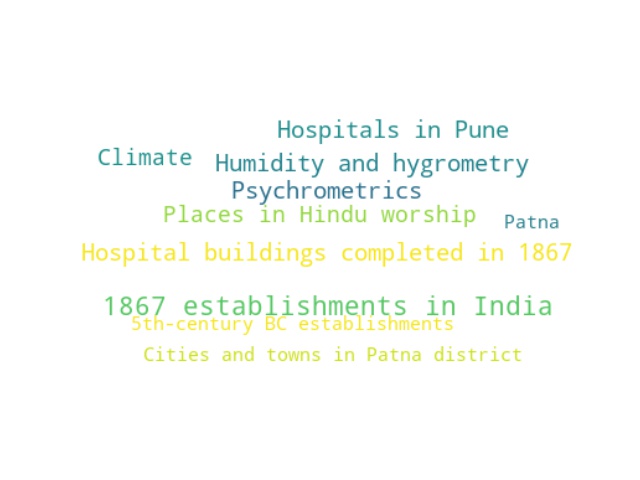 Hospitals in Pune
Climate
Humidity and hygrometry
Psychrometrics
Places in Hindu worship
Patna
Hospital buildings completed in 1867
1867 establishments in India
5th-century BC establishments
Cities and towns in Patna district